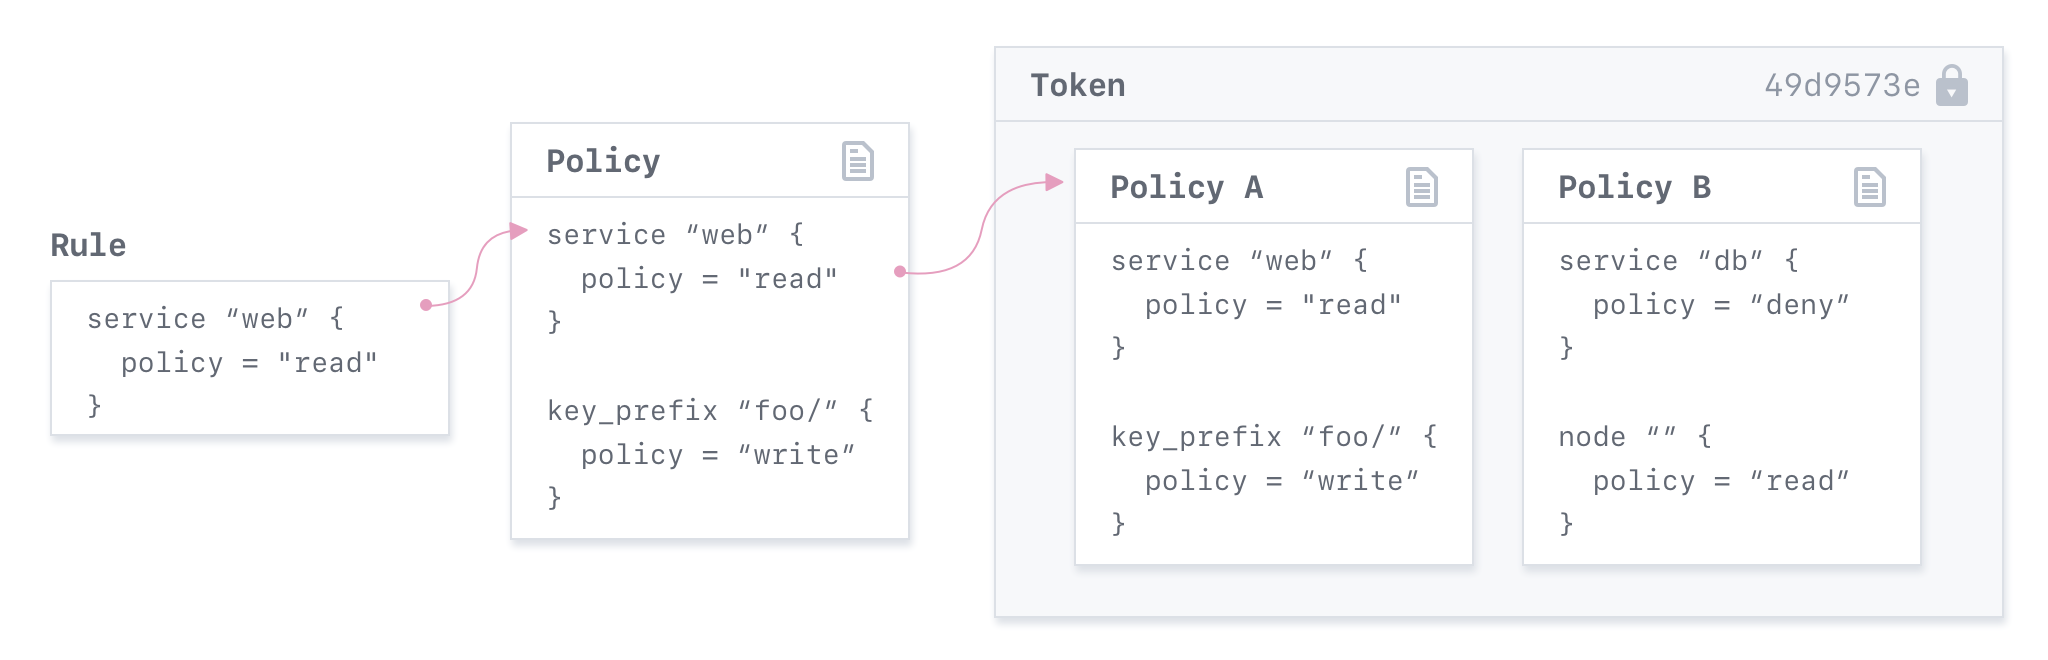 Rule
service “web” {
  policy = "read"
}
Policy
service “web” {
  policy = "read"
}
key_prefix “foo/” {
  policy = “write”
}
Token 49d9573e
Policy A
service “web” {
  policy = "read"
}
key_prefix “foo/” {
  policy = “write”
}
Policy B
service “db” {
  policy = “deny”
}
node “” {
  policy = “read”
}